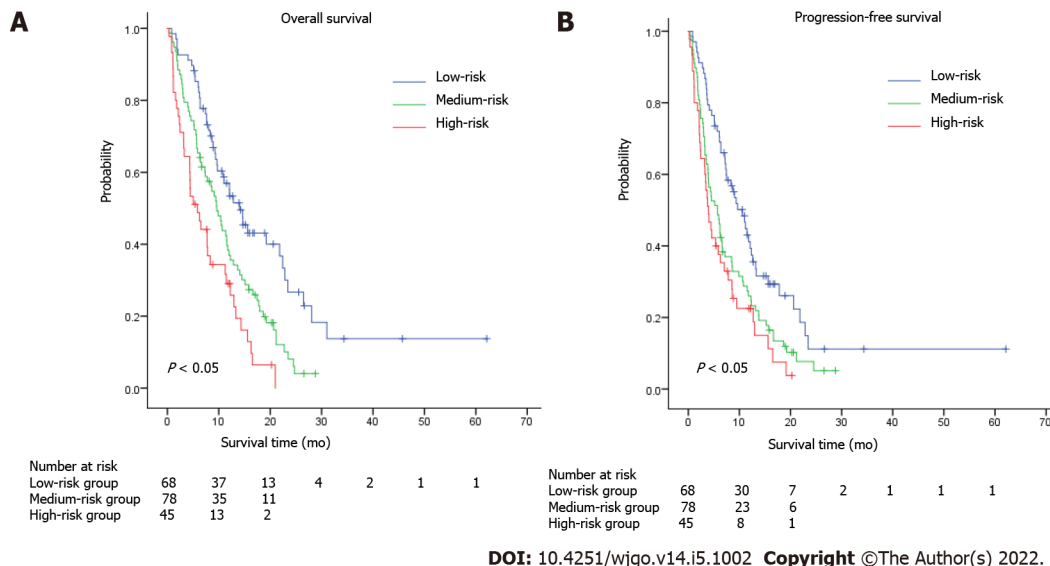 A
Overall survival
1.0
0.8
0.6
0.4
0.2
0.0
Probability
Low-risk
Medium-risk
High-risk
P < 0.05
0 10 20 30 40 50 60 70
Survival time (mo)
Number at risk
Low-risk group 68 37 13 4 2 1 1
Medium-risk group 78 35 11
High-risk group 45 13 2
B
Progression-free survival
1.0
0.8
0.6
0.4
0.2
0.0
Probability
Low-risk
Medium-risk
High-risk
P < 0.05
0 10 20 30 40 50 60 70
Survival time (mo)
Number at risk
Low-risk group 68 30 7 2 1 1 1
Medium-risk group 78 23 6
High-risk group 45 8 1
DOI: 10.4251/wjgo.v14.i5.1002 Copyright ©The Author(s) 2022.